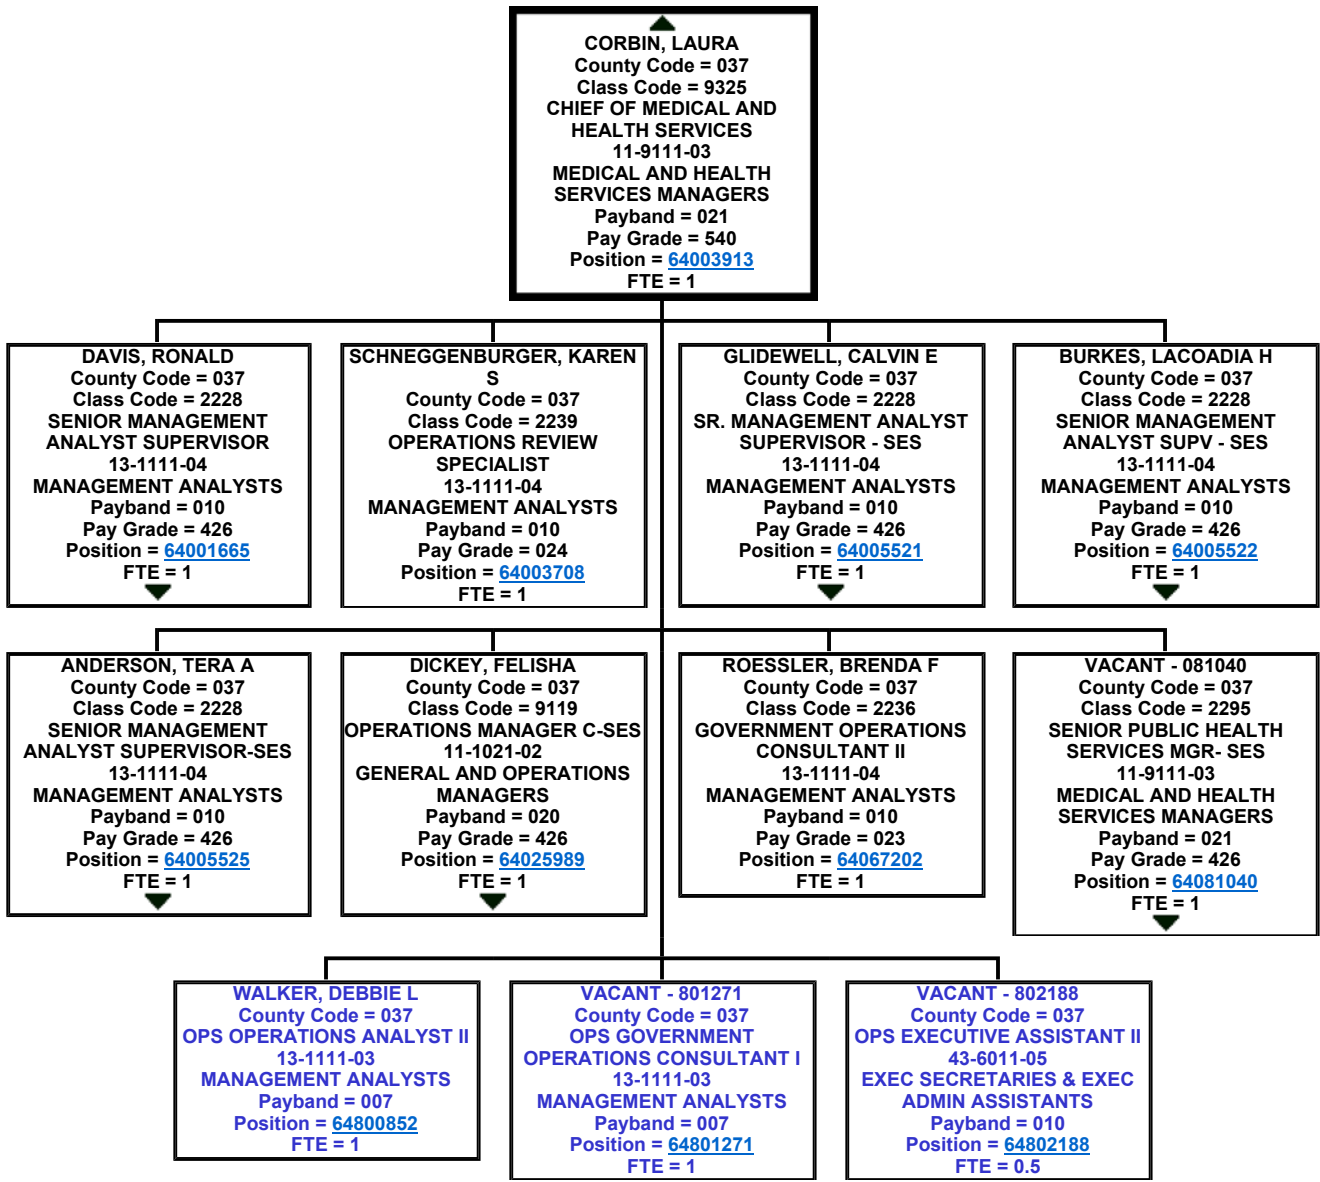 CORBIN, LAURA
County Code = 037
Class Code = 9325
CHIEF OF MEDICAL AND
HEALTH SERVICES
11-9111-03
MEDICAL AND HEALTH
SERVICES MANAGERS
Payband = 021
Pay Grade = 540
Position = 64003913
FTE = 1
DAVIS, RONALD
County Code = 037
Class Code = 2228
SENIOR MANAGEMENT
ANALYST SUPERVISOR
13-1111-04
MANAGEMENT ANALYSTS
Payband = 010
Pay Grade = 426
Position = 64001665
FTE = 1
SCHNEGGENBURGER, KAREN
S
County Code = 037
Class Code = 2239
OPERATIONS REVIEW
SPECIALIST
13-1111-04
MANAGEMENT ANALYSTS
Payband = 010
Pay Grade = 024
Position = 64003708
FTE = 1
GLIDEWELL, CALVIN E
County Code = 037
Class Code = 2228
SR. MANAGEMENT ANALYST
SUPERVISOR - SES
13-1111-04
MANAGEMENT ANALYSTS
Payband = 010
Pay Grade = 426
Position = 64005521
FTE = 1
BURKES, LACOADIA H
County Code = 037
Class Code = 2228
SENIOR MANAGEMENT
ANALYST SUPV - SES
13-1111-04
MANAGEMENT ANALYSTS
Payband = 010
Pay Grade = 426
Position = 64005522
FTE = 1
ANDERSON, TERA A
County Code = 037
Class Code = 2228
SENIOR MANAGEMENT
ANALYST SUPERVISOR-SES
13-1111-04
MANAGEMENT ANALYSTS
Payband = 010
Pay Grade = 426
Position = 64005525
FTE = 1
DICKEY, FELISHA
County Code = 037
Class Code = 9119
OPERATIONS MANAGER C-SES
11-1021-02
GENERAL AND OPERATIONS
MANAGERS
Payband = 020
Pay Grade = 426
Position = 64025989
FTE = 1
ROESSLER, BRENDA F
County Code = 037
Class Code = 2236
GOVERNMENT OPERATIONS
CONSULTANT II
13-1111-04
MANAGEMENT ANALYSTS
Payband = 010
Pay Grade = 023
Position = 64067202
FTE = 1
VACANT - 081040
County Code = 037
Class Code = 2295
SENIOR PUBLIC HEALTH
SERVICES MGR- SES
11-9111-03
MEDICAL AND HEALTH
SERVICES MANAGERS
Payband = 021
Pay Grade = 426
Position = 64081040
FTE = 1
WALKER, DEBBIE L
County Code = 037
OPS OPERATIONS ANALYST II
13-1111-03
MANAGEMENT ANALYSTS
Payband = 007
Position = 64800852
FTE = 1
VACANT - 801271
County Code = 037
OPS GOVERNMENT
OPERATIONS CONSULTANT I
13-1111-03
MANAGEMENT ANALYSTS
Payband = 007
Position = 64801271
FTE = 1
VACANT - 802188
County Code = 037
OPS EXECUTIVE ASSISTANT II
43-6011-05
EXEC SECRETARIES & EXEC
ADMIN ASSISTANTS
Payband = 010
Position = 64802188
FTE = 0.5